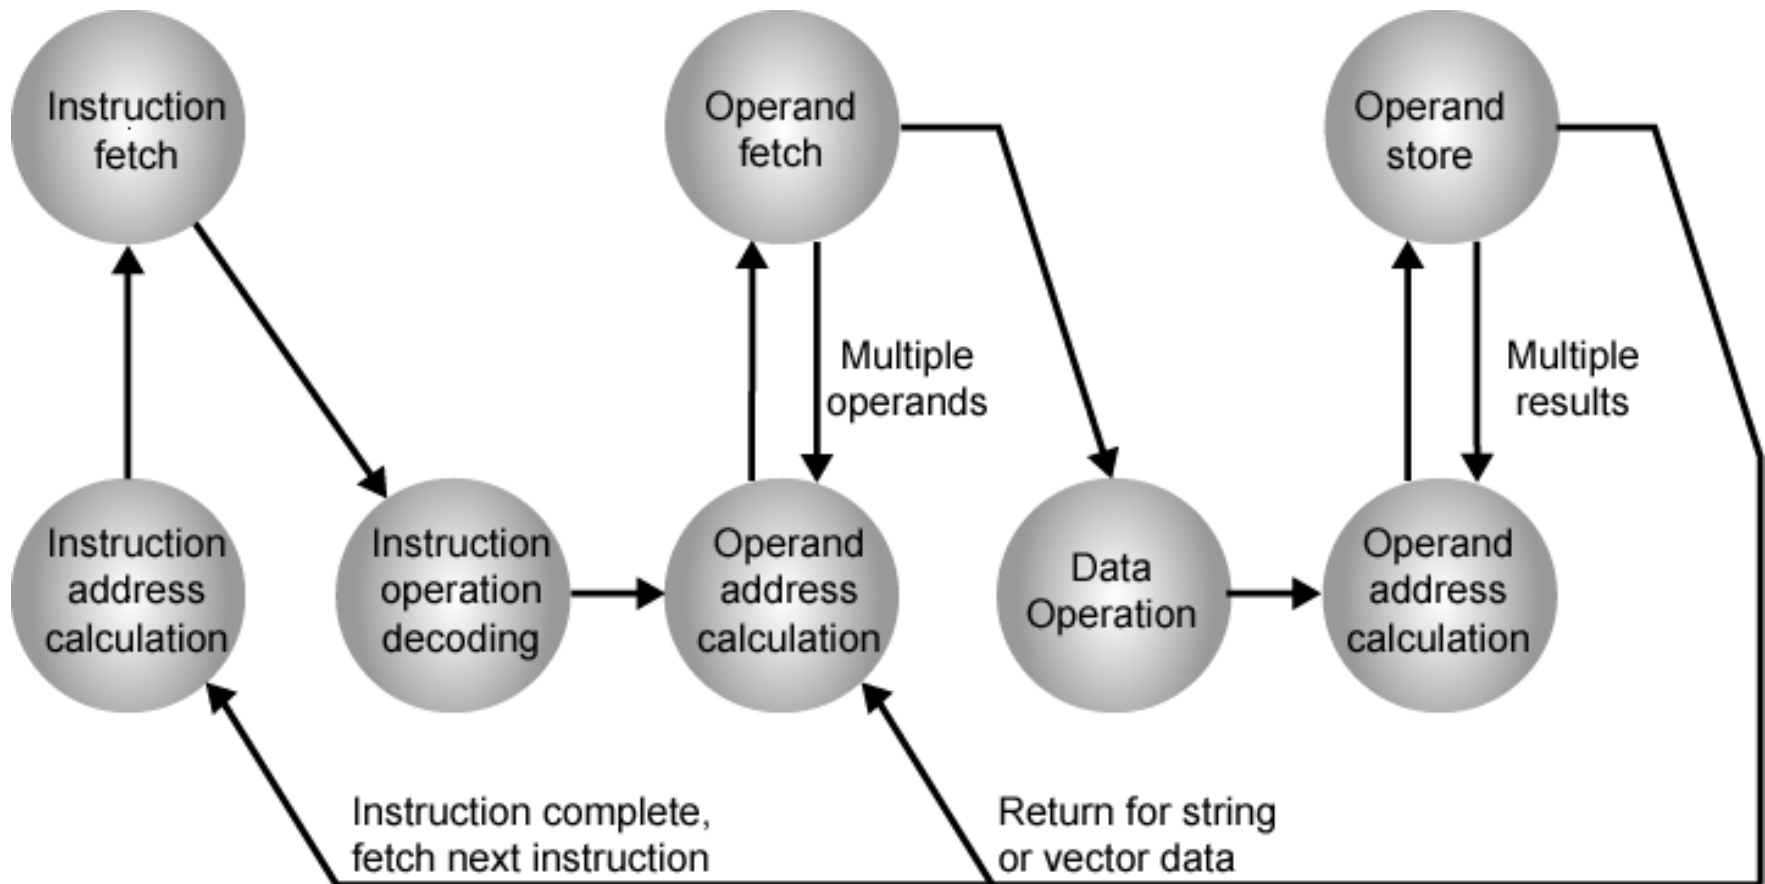 Instruction
fetch
Operand
fetch
Operand
store
Multiple
operands
Multiple
results
Instruction
address
calculation
Instruction
operation
decoding
Operand
address
calculation
Data
Operation
Operand
address
calculation
Instruction complete,
fetch next instruction
Return for string
or vector data